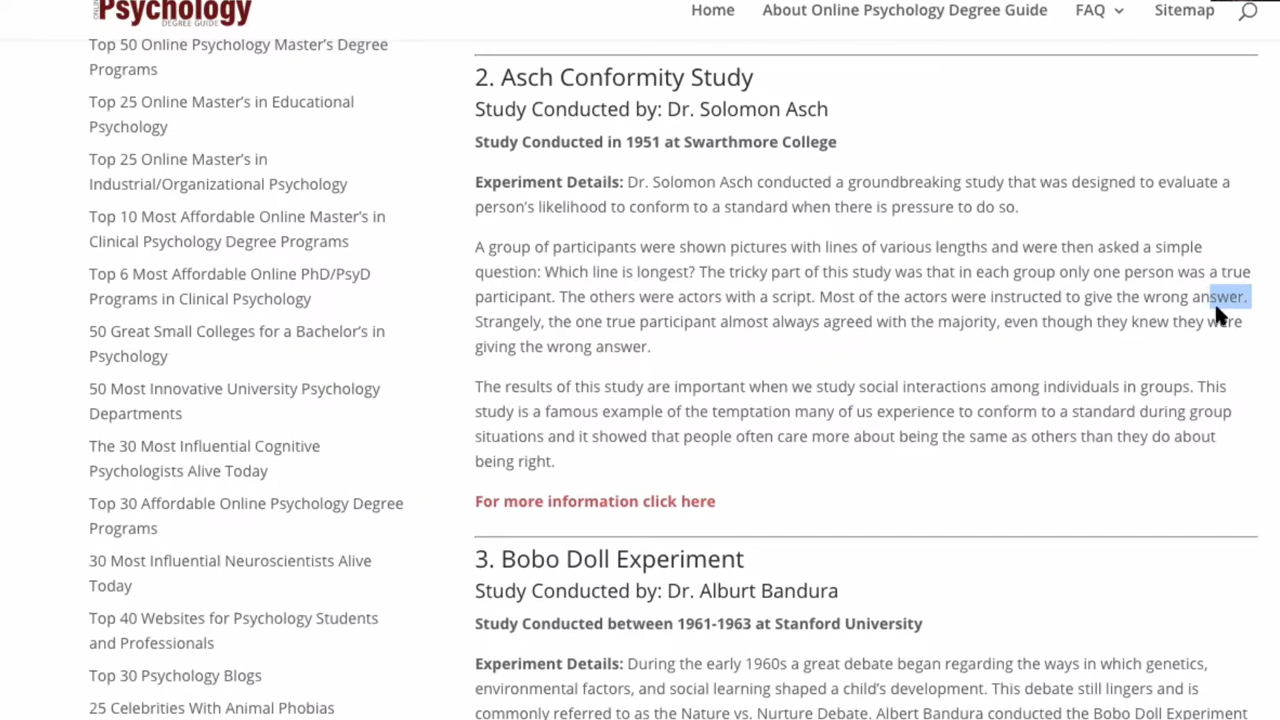 Psychology
DEGREE GUIDE
Home
About Online Psychology Degree Guide
FAQ
Sitemap
Top 50 Online Psychology Master's Degree
Programs
Top 25 Online Master's in Educational
Psychology
Top 25 Online Master's in
Industrial/Organizational Psychology
Top 10 Most Affordable Online Master's in
Clinical Psychology Degree Programs
Top 6 Most Affordable Online PhD/PsyD
Programs in Clinical Psychology
50 Great Small Colleges for a Bachelor's in
Psychology
50 Most Innovative University Psychology
Departments
The 30 Most Influential Cognitive
Psychologists Alive Today
Top 30 Affordable Online Psychology Degree
Programs
30 Most Influential Neuroscientists Alive
Today
Top 40 Websites for Psychology Students
and Professionals
Top 30 Psychology Blogs
25 Celebrities With Animal Phobias
2. Asch Conformity Study
Study Conducted by: Dr. Solomon Asch
Study Conducted in 1951 at Swarthmore College
Experiment Details: Dr. Solomon Asch conducted a groundbreaking study that was designed to evaluate a
person's likelihood to conform to a standard when there is pressure to do so.
A group of participants were shown pictures with lines of various lengths and were then asked a simple
question: Which line is longest? The tricky part of this study was that in each group only one person was a true
participant. The others were actors with a script. Most of the actors were instructed to give the wrong answer.
Strangely, the one true participant almost always agreed with the majority, even though they knew they were
giving the wrong answer.
The results of this study are important when we study social interactions among individuals in groups. This
study is a famous example of the temptation many of us experience to conform to a standard during group
situations and it showed that people often care more about being the same as others than they do about
being right.
For more information click here
3. Bobo Doll Experiment
Study Conducted by: Dr. Alburt Bandura
Study Conducted between 1961-1963 at Stanford University
Experiment Details: During the early 1960s a great debate began regarding the ways in which genetics,
environmental factors, and social learning shaped a child's development. This debate still lingers and is
commonly referred to as the Nature vs. Nurture Debate. Albert Bandura conducted the Bobo Doll Experiment